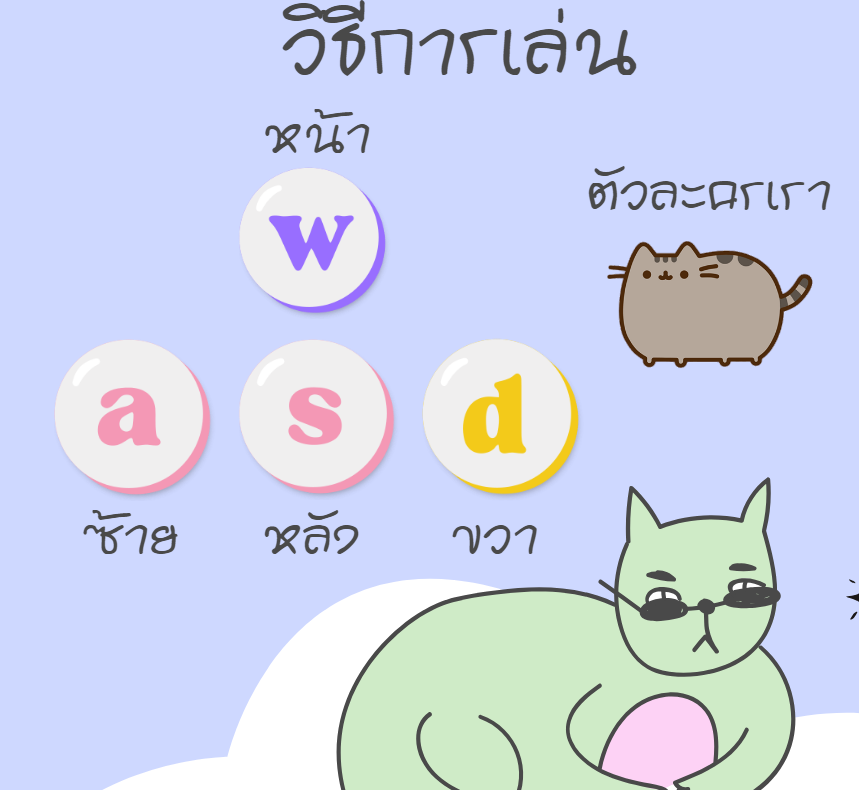 วิธีการเล่น
หน้า
w
ตัวละครเรา
a s d
ซ้าย หลัง ขวา